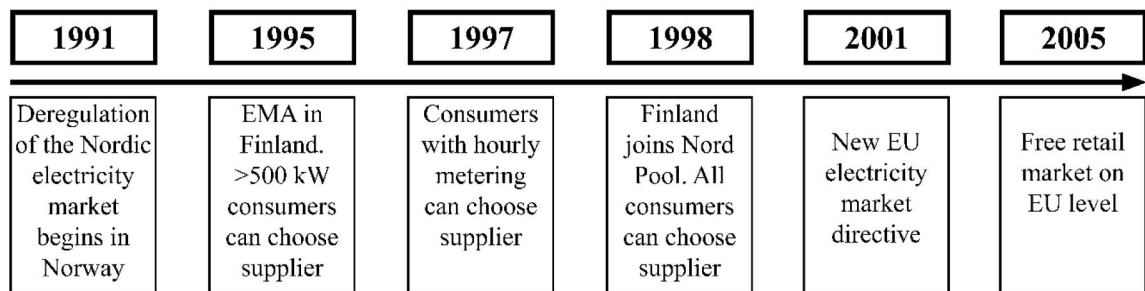 1991
1995
1997
1998
2001
2005
Deregulation
of the Nordic
electricity
market
begins in
Norway
EMA in
Finland.
>500 kW
consumers
can choose
supplier
Consumers
with hourly
metering
can choose
supplier
Finland
joins Nord
Pool. All
consumers
can choose
supplier
New EU
electricity
market
directive
Free retail
market on
EU level